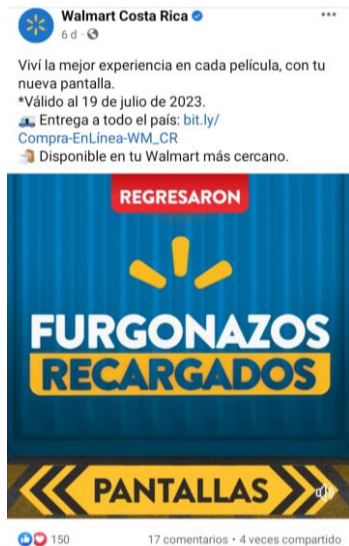 Walmart Costa Rica
6 d
Viví la mejor experiencia en cada película, con tu
nueva pantalla.
*Válido al 19 de julio de 2023.
Entrega a todo el país: bit.ly/
Compra-EnLínea-WM_CR
Disponible en tu Walmart más cercano.
REGRESARON
FURGONAZOS
RECARGADOS
PANTALLAS
150
17 comentarios • 4 veces compartido